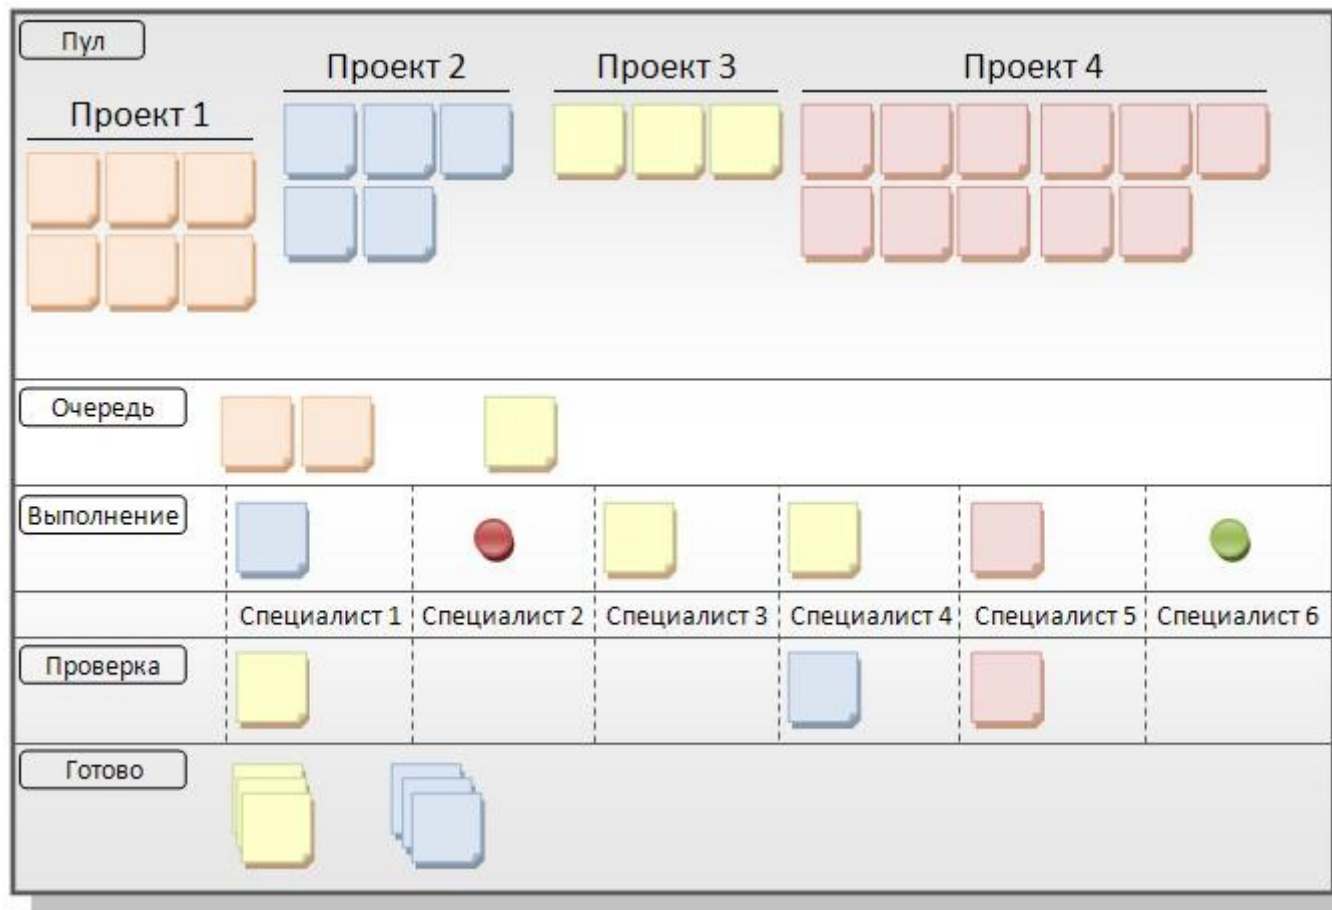 Пул
Проект 1
Проект 2
Проект 3
Проект 4
Очередь
Выполнение
Специалист 1
Специалист 2
Специалист 3
Специалист 4
Специалист 5
Специалист 6
Проверка
Готово